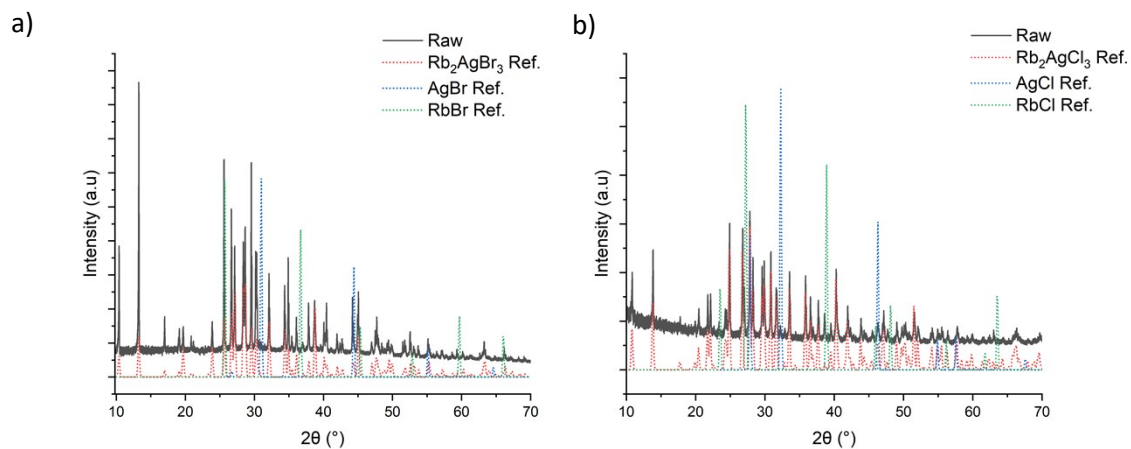 a)
Raw
Rb₂AgBr₃ Ref.
AgBr Ref.
RbBr Ref.
Intensity (a.u)
10 20 30 40 50 60 70
2θ (°)
b)
Raw
Rb₂AgCl₃ Ref.
AgCl Ref.
RbCl Ref.
Intensity (a.u)
10 20 30 40 50 60 70
2θ (°)